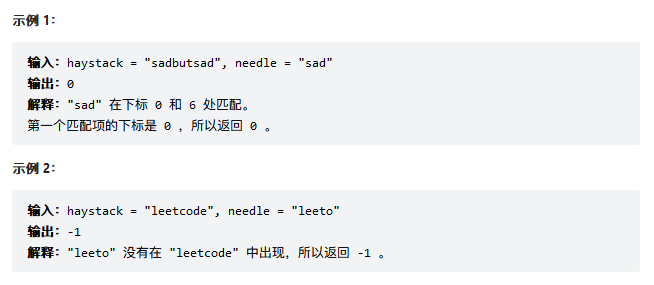 示例 1：
输入：haystack = "sadbutsad", needle = "sad"
输出：0
解释："sad" 在下标 0 和 6 处匹配。
第一个匹配项的下标是 0 ，所以返回 0 。
示例 2：
输入：haystack = "leetcode", needle = "leeto"
输出：-1
解释："leeto" 没有在 "leetcode" 中出现，所以返回 -1 。